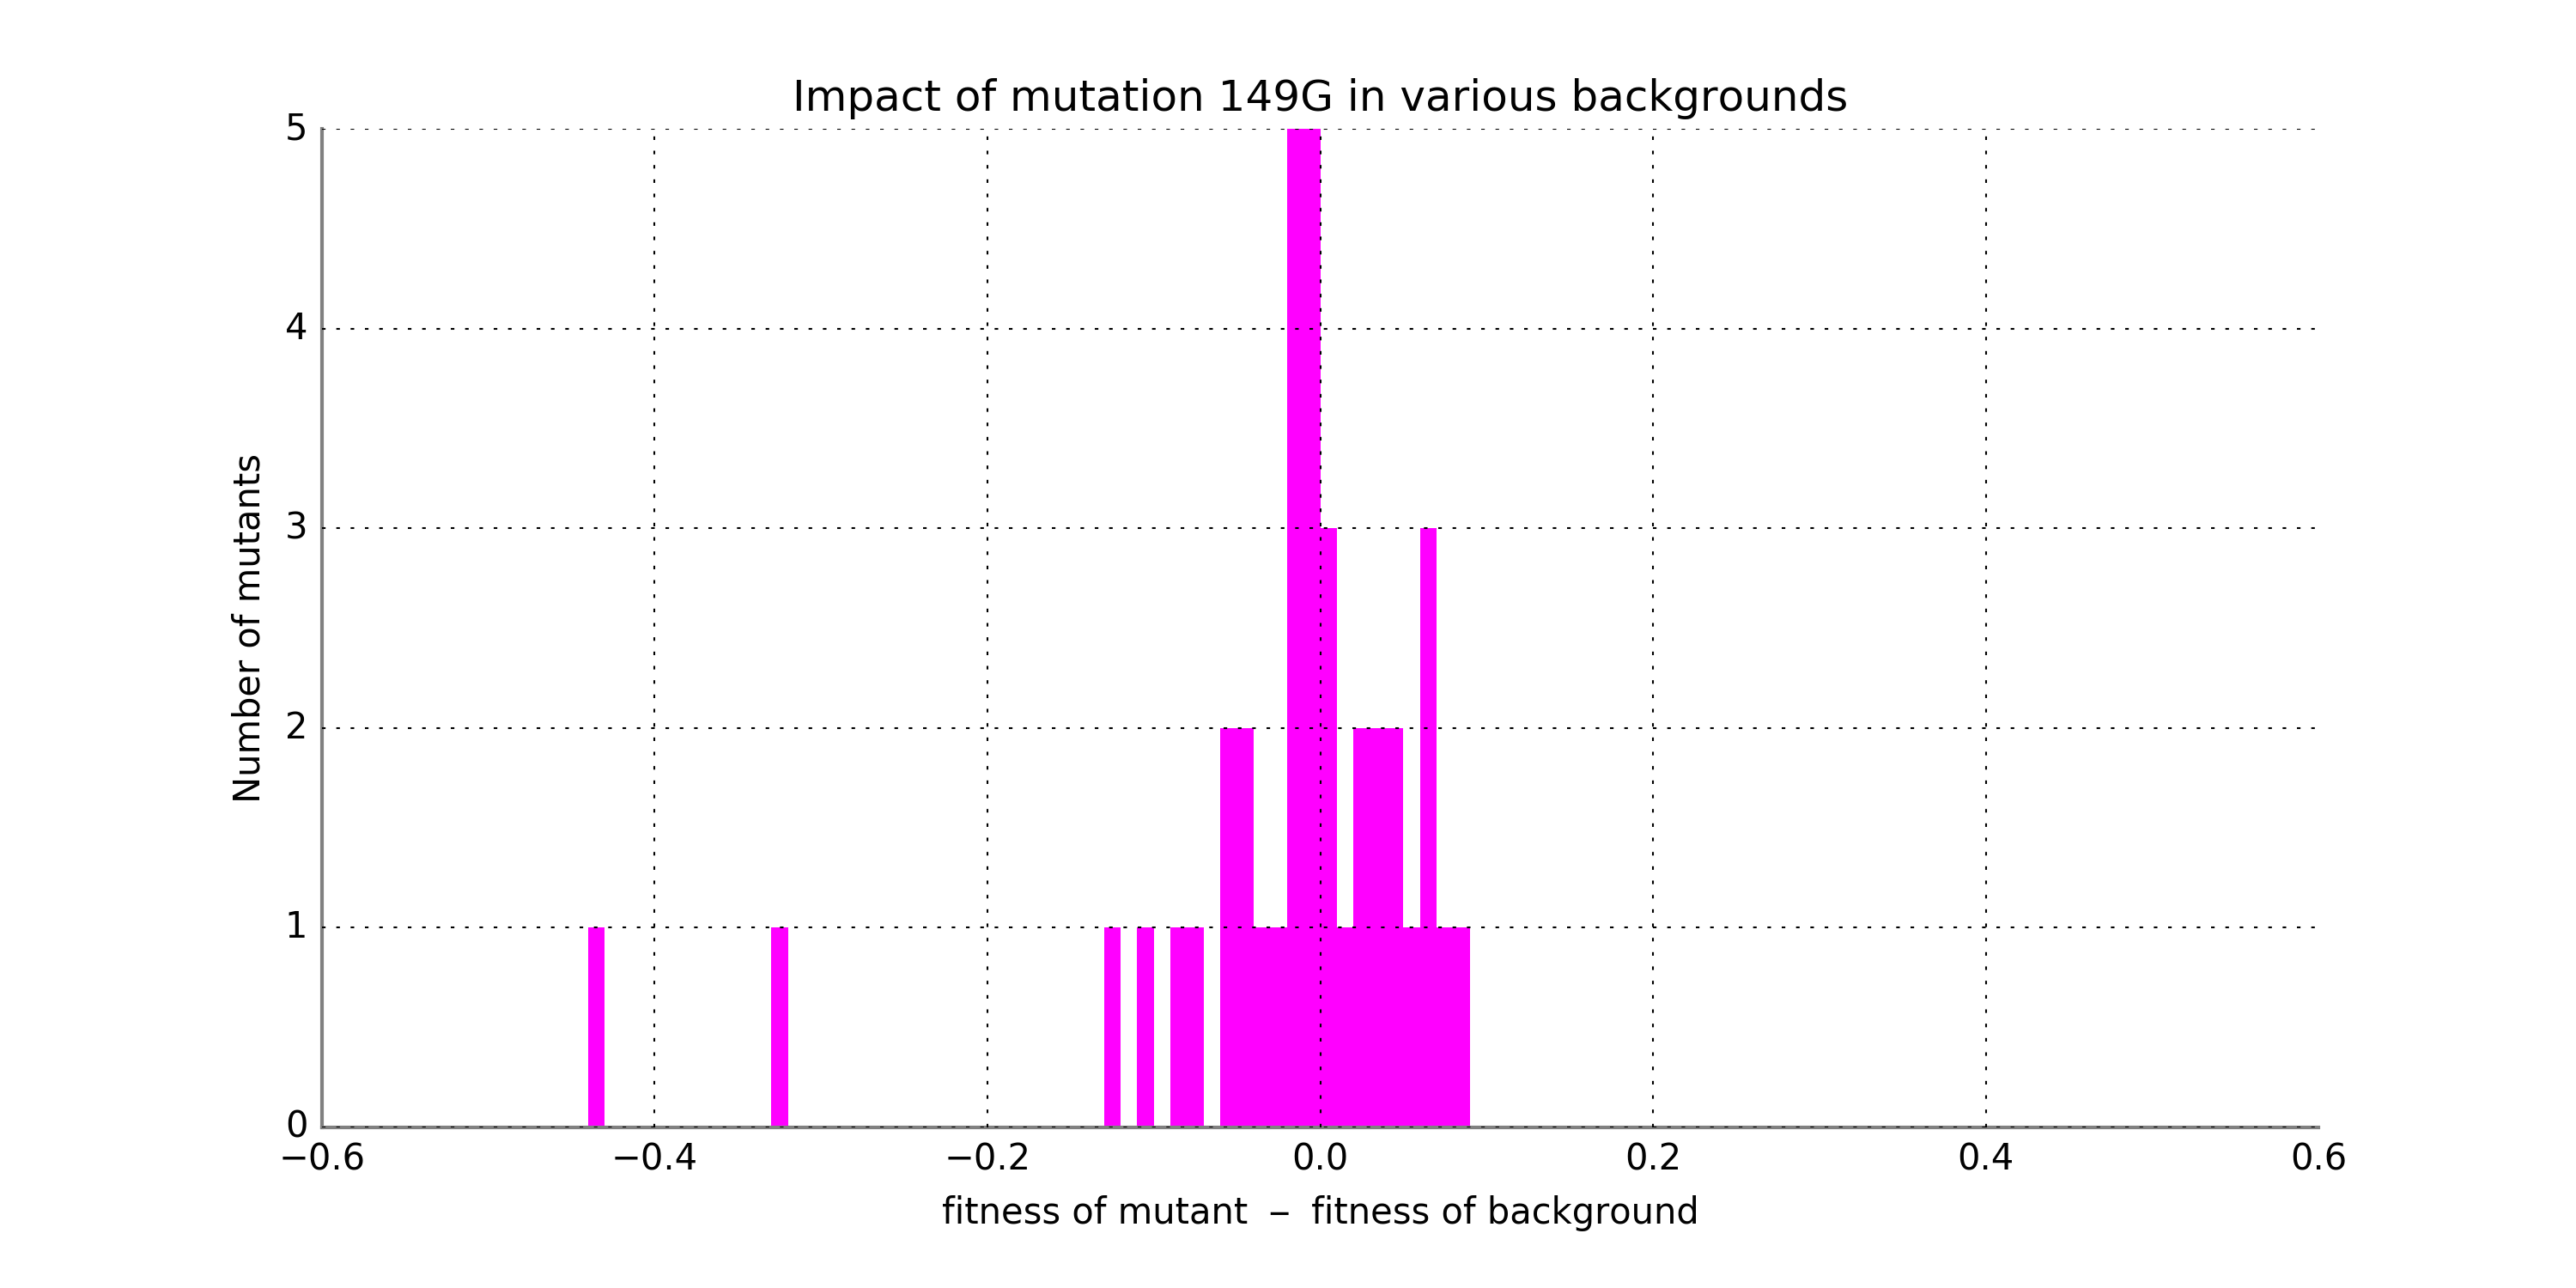 Impact of mutation 149G in various backgrounds
5
4
3
2
1
0
Number of mutants
−0.6 −0.4 −0.2 0.0 0.2 0.4 0.6
fitness of mutant − fitness of background